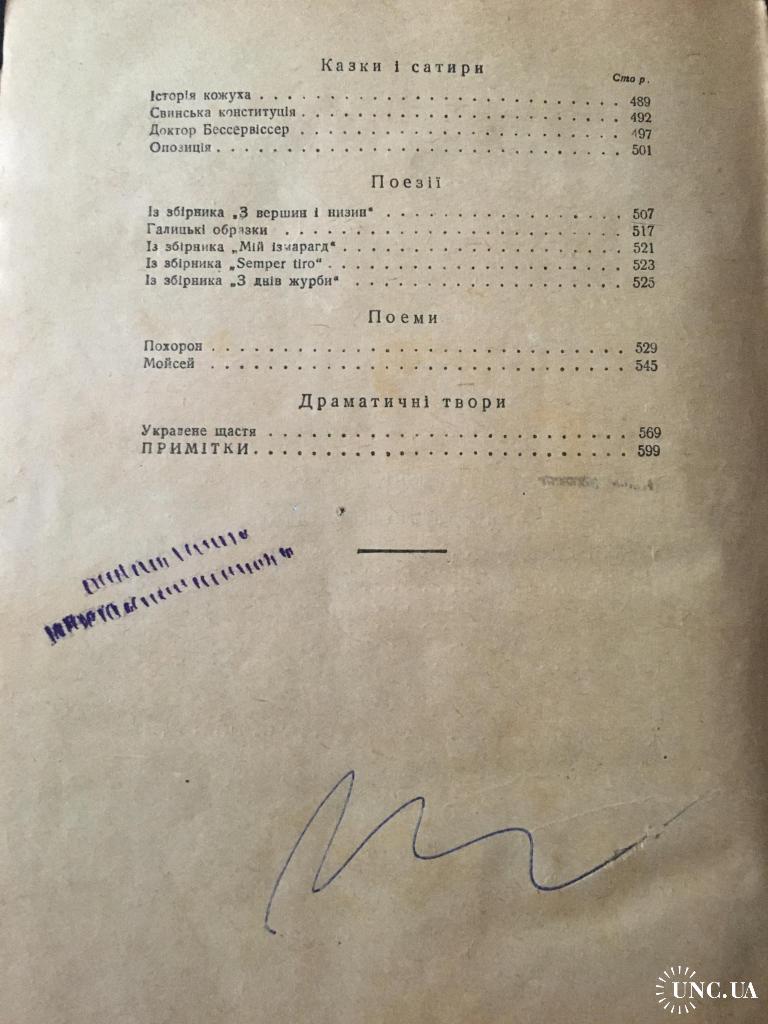 Казки і сатири
Стор.
Історія кожуха . . . . . . . . . . . . . . . . . . . . . 489
Свинська конституція . . . . . . . . . . . . . . . . . . 492
Доктор Бессервіссер . . . . . . . . . . . . . . . . . . 497
Опозиція . . . . . . . . . . . . . . . . . . . . . . . 501
Поезії
Із збірника „З вершин і низин“ . . . . . . . . . . . . . . 507
Галицькі образки . . . . . . . . . . . . . . . . . . . 517
Із збірника „Мій ізмарагд“ . . . . . . . . . . . . . . . . 521
Із збірника „Semper tiro“ . . . . . . . . . . . . . . . . . 523
Із збірника „З днів журби“ . . . . . . . . . . . . . . . 525
Поеми
Похорон . . . . . . . . . . . . . . . . . . . . . . . 529
Мойсей . . . . . . . . . . . . . . . . . . . . . . . 545
Драматичні твори
Украдене щастя . . . . . . . . . . . . . . . . . . . . 569
ПРИМІТКИ . . . . . . . . . . . . . . . . . . . . . 599
UNC.UA